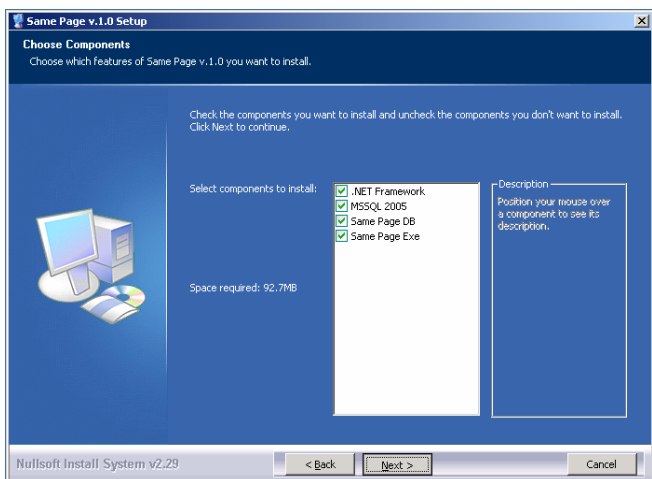 Same Page v.1.0 Setup
Choose Components
Choose which features of Same Page v.1.0 you want to install.
Check the components you want to install and uncheck the components you don't want to install.
Click Next to continue.
Select components to install:
.NET Framework
MSSQL 2005
Same Page DB
Same Page Exe
Description
Position your mouse over
a component to see its
description.
Space required: 92.7MB
Nullsoft Install System v2.29
< Back
Next >
Cancel